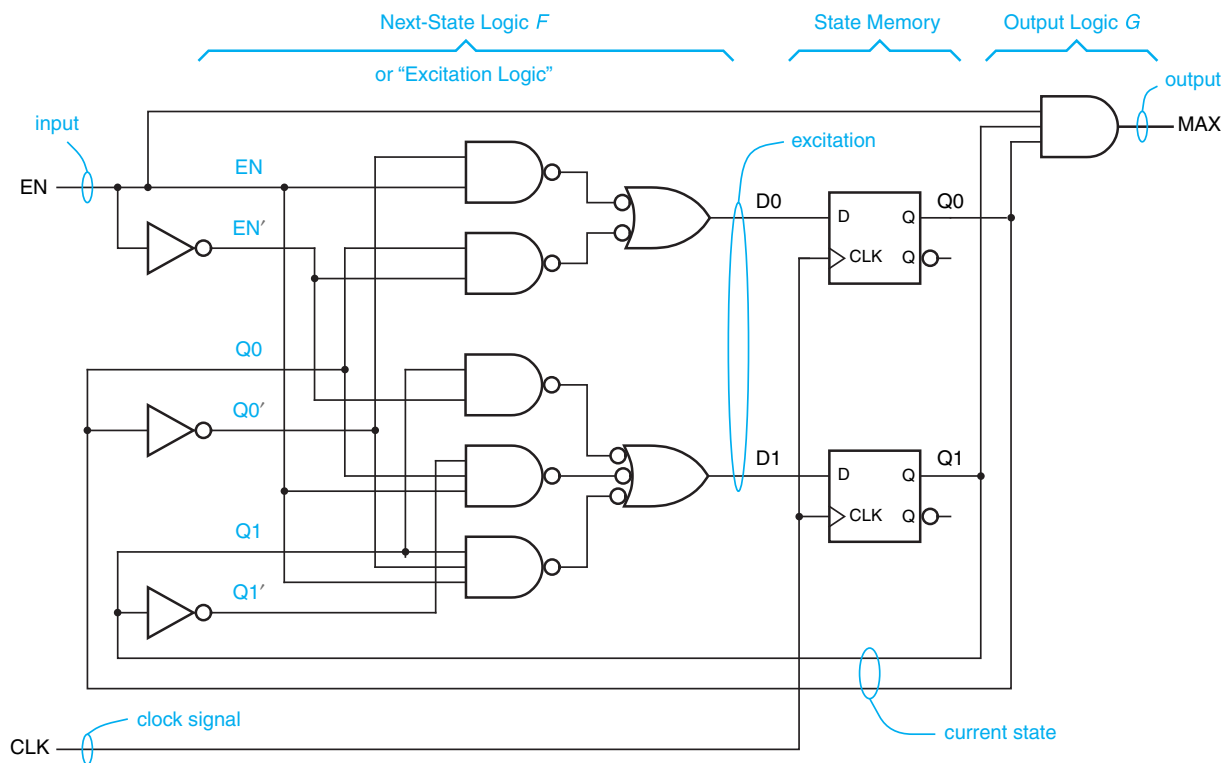 Next-State Logic F
State Memory
Output Logic G
or “Excitation Logic”
output
input
MAX
excitation
EN
EN
EN′
D0
D
Q
Q0
CLK
Q
Q0
Q0′
D1
D
Q
Q1
CLK
Q
Q1
Q1′
clock signal
current state
CLK